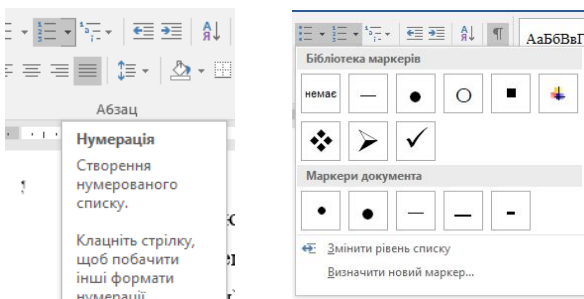 Абзац
Нумерація
Створення
нумерованого
списку.
Клацніть стрілку,
щоб побачити
інші формати
нумерації
АаБбВвГ
Бібліотека маркерів
немає
Маркери документа
Змінити рівень списку
Визначити новий маркер...